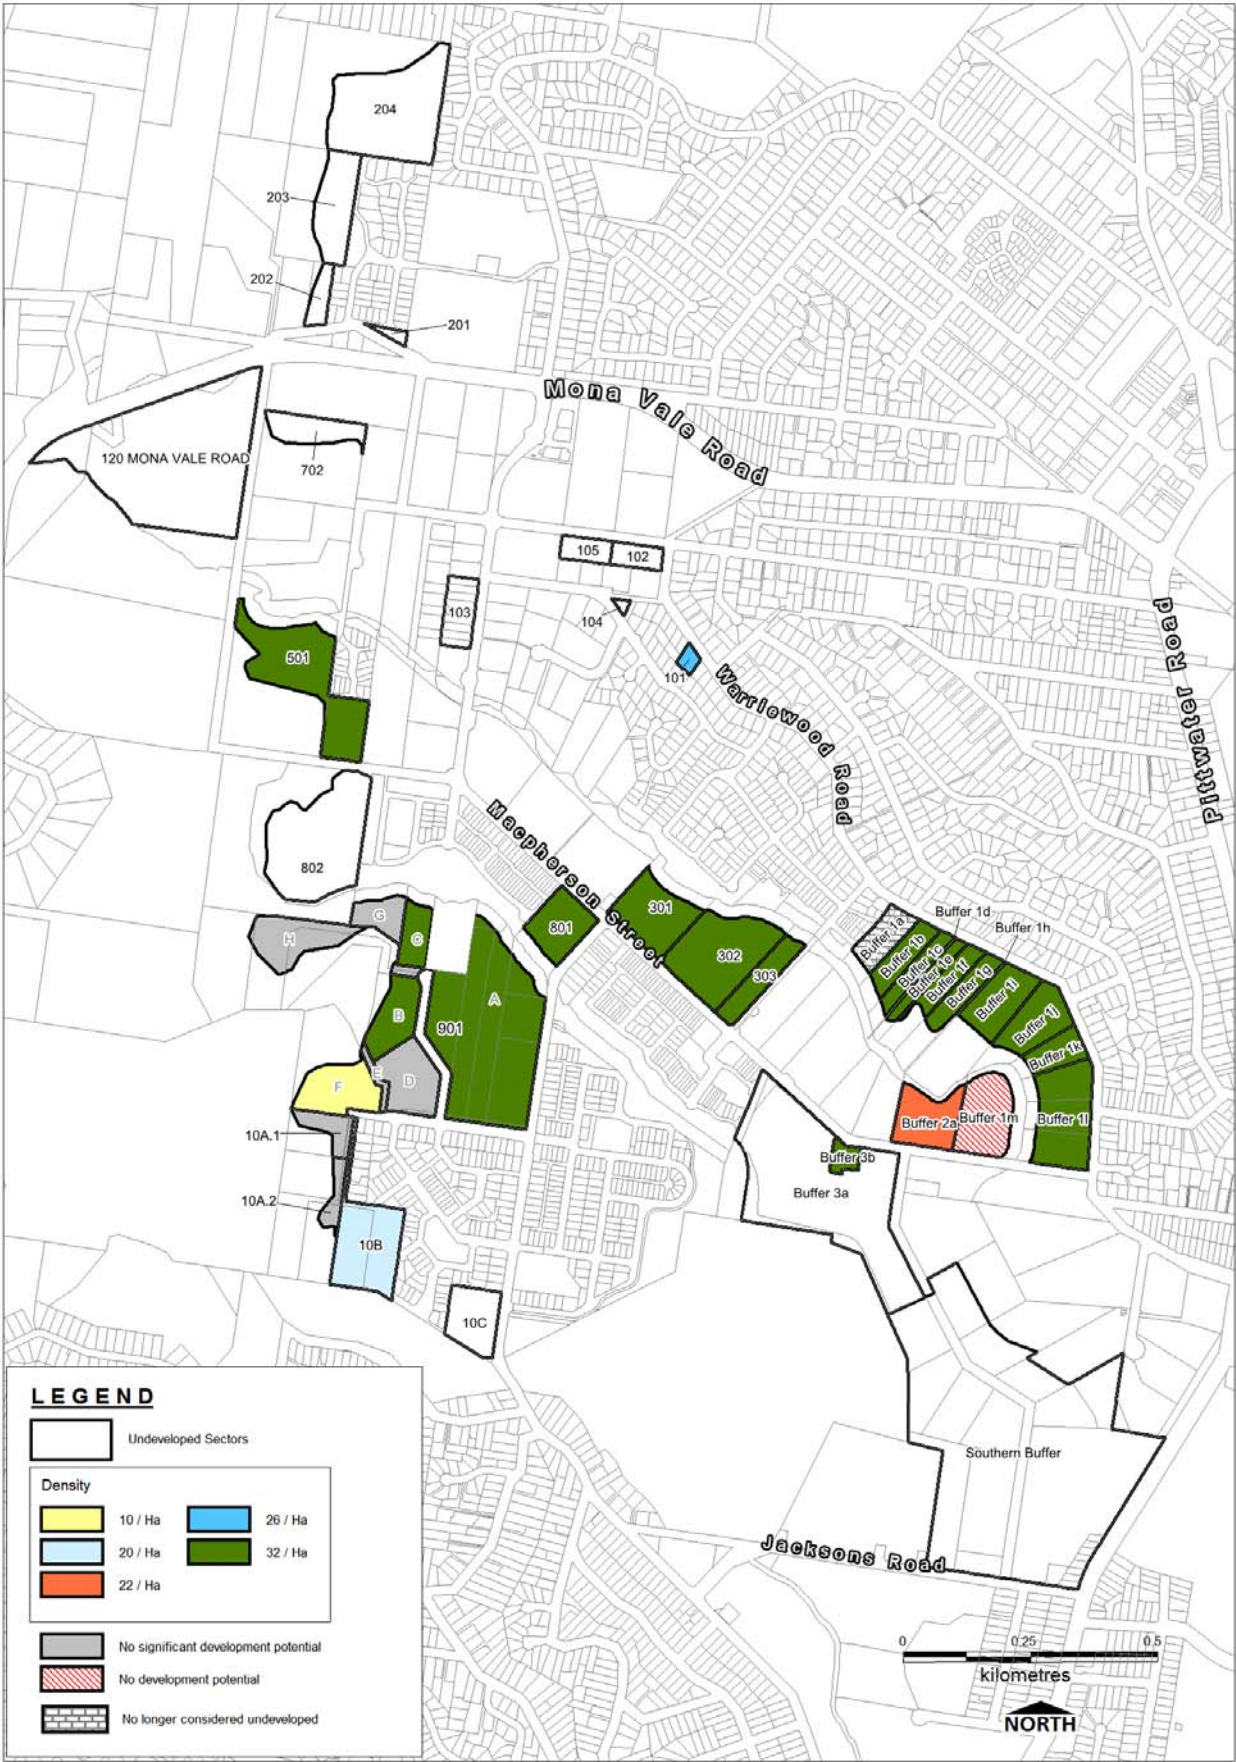 204
203
202
201
Mona Vale Road
120 MONA VALE ROAD
702
105
102
103
104
101
Warriewood Road
Pittwater Road
501
Macpherson Street
802
G
H
C
801
301
302
303
A
B
901
E
D
F
Buffer 1a
Buffer 1b
Buffer 1c
Buffer 1d
Buffer 1e
Buffer 1f
Buffer 1g
Buffer 1h
Buffer 1i
Buffer 1j
Buffer 1k
Buffer 1l
Buffer 1m
Buffer 2a
Buffer 3b
Buffer 3a
10A.1
10A.2
10B
10C
Southern Buffer
Jacksons Road
LEGEND
Undeveloped Sectors
Density
10 / Ha
26 / Ha
20 / Ha
32 / Ha
22 / Ha
No significant development potential
No development potential
No longer considered undeveloped
0 0.25 0.5
kilometres
NORTH